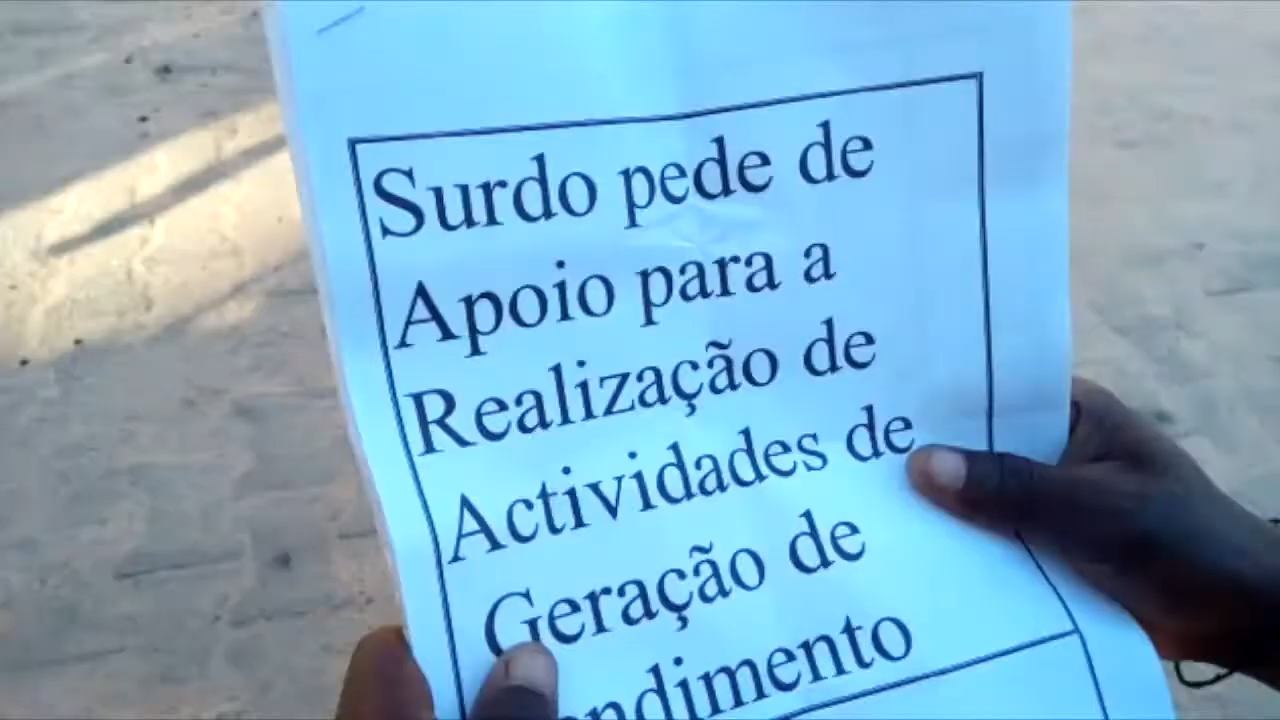 Surdo pede de
Apoio para a
Realização de
Actividades de
Geração de